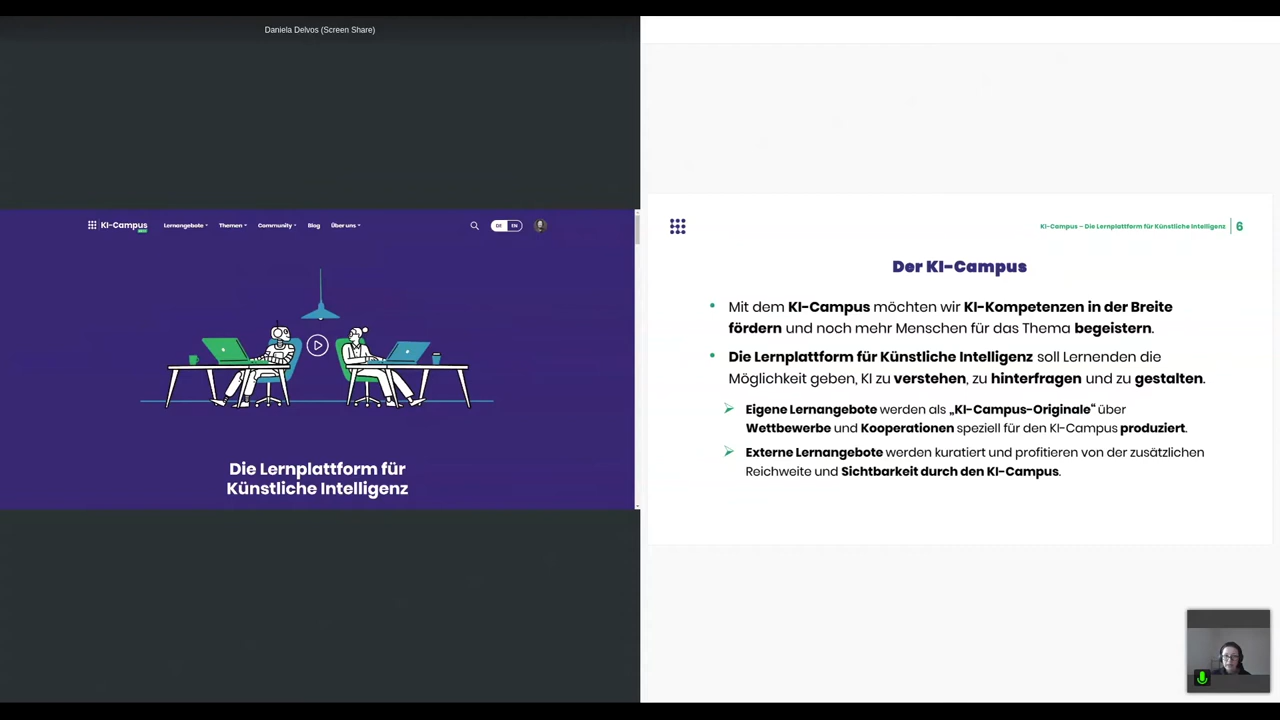 Daniela Delvos (Screen Share)
KI-Campus
Lernangebote Themen Community Blog Über uns
DE EN
Die Lernplattform für
Künstliche Intelligenz
KI-Campus – Die Lernplattform für Künstliche Intelligenz 6
Der KI-Campus
• Mit dem KI-Campus möchten wir KI-Kompetenzen in der Breite
fördern und noch mehr Menschen für das Thema begeistern.
• Die Lernplattform für Künstliche Intelligenz soll Lernenden die
Möglichkeit geben, KI zu verstehen, zu hinterfragen und zu gestalten.
Eigene Lernangebote werden als „KI-Campus-Originale“ über
Wettbewerbe und Kooperationen speziell für den KI-Campus produziert.
Externe Lernangebote werden kuratiert und profitieren von der zusätzlichen
Reichweite und Sichtbarkeit durch den KI-Campus.